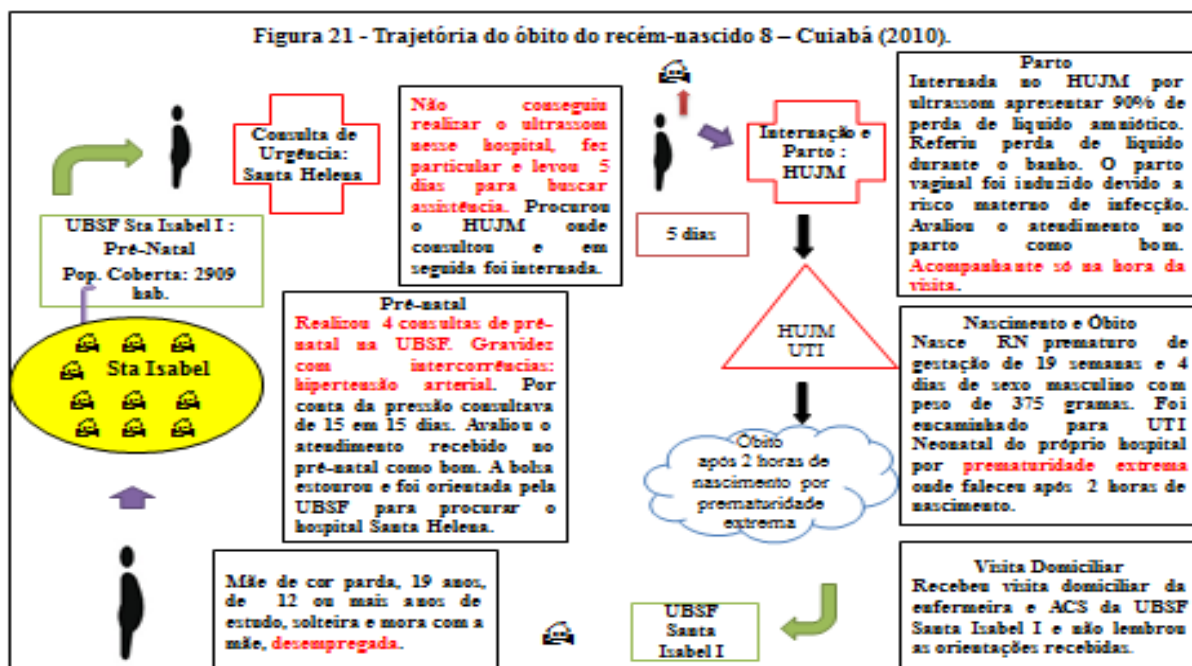 Figura 21 - Trajetória do óbito do recém-nascido 8 – Cuiabá (2010).
Consulta de
Urgência:
Santa Helena
Não conseguiu
realizar o ultrassom
nesse hospital, fez
particular e levou 5
dias para buscar
assistência. Procurou
o HUJM onde
consultou e em
seguida foi internada.
5 dias
Internação e
Parto :
HUJM
Parto
Internada no HUJM por
ultrassom apresentar 90% de
perda de liquido amniótico.
Referiu perda de liquido
durante o banho. O parto
vaginal foi induzido devido a
risco materno de infecção.
Avaliou o atendimento no
parto como bom.
Acompanhante só na hora da
visita.
UBSF Sta Isabel I :
Pré-Natal
Pop. Coberta: 2909
hab.
Sta Isabel
Pré-natal
Realizou 4 consultas de pré-
natal na UBSF. Gravidez
com intercorrências:
hipertensão arterial. Por
conta da pressão consultava
de 15 em 15 dias. Avaliou o
atendimento recebido no
pré-natal como bom. A bolsa
estourou e foi orientada pela
UBSF para procurar o
hospital Santa Helena.
HUJM
UTI
Nascimento e Óbito
Nasce RN prematuro de
gestação de 19 semanas e 4
dias de sexo masculino com
peso de 375 gramas. Foi
encaminhado para UTI
Neonatal do próprio hospital
por prematuridade extrema
onde faleceu após 2 horas de
nascimento.
Óbito
após 2 horas de
nascimento por
prematuridade
extrema
Mãe de cor parda, 19 anos,
de 12 ou mais anos de
estudo, solteira e mora com a
mãe, desempregada.
UBSF
Santa
Isabel I
Visita Domiciliar
Recebeu visita domiciliar da
enfermeira e ACS da UBSF
Santa Isabel I e não lembrou
as orientações recebidas.